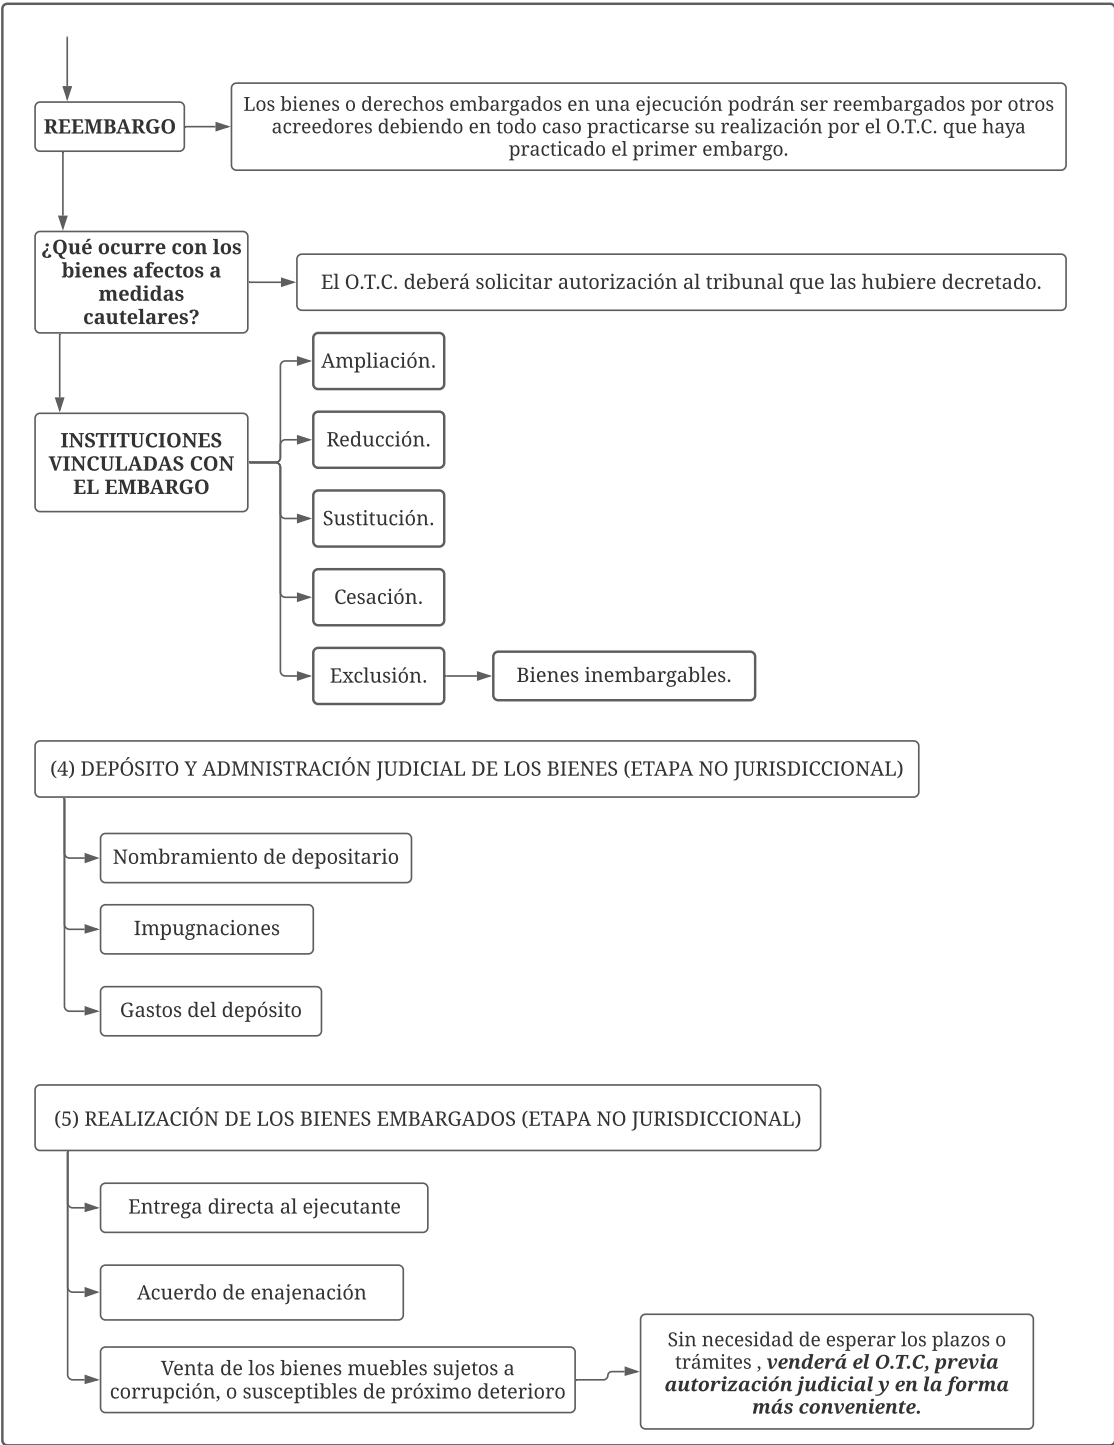 REEMBARGO
Los bienes o derechos embargados en una ejecución podrán ser reembargados por otros
acreedores debiendo en todo caso practicarse su realización por el O.T.C. que haya
practicado el primer embargo.
¿Qué ocurre con los
bienes afectos a
medidas
cautelares?
El O.T.C. deberá solicitar autorización al tribunal que las hubiere decretado.
INSTITUCIONES
VINCULADAS CON
EL EMBARGO
Ampliación.
Reducción.
Sustitución.
Cesación.
Exclusión.
Bienes inembargables.
(4) DEPÓSITO Y ADMNISTRACIÓN JUDICIAL DE LOS BIENES (ETAPA NO JURISDICCIONAL)
Nombramiento de depositario
Impugnaciones
Gastos del depósito
(5) REALIZACIÓN DE LOS BIENES EMBARGADOS (ETAPA NO JURISDICCIONAL)
Entrega directa al ejecutante
Acuerdo de enajenación
Venta de los bienes muebles sujetos a
corrupción, o susceptibles de próximo deterioro
Sin necesidad de esperar los plazos o
trámites , venderá el O.T.C, previa
autorización judicial y en la forma
más conveniente.